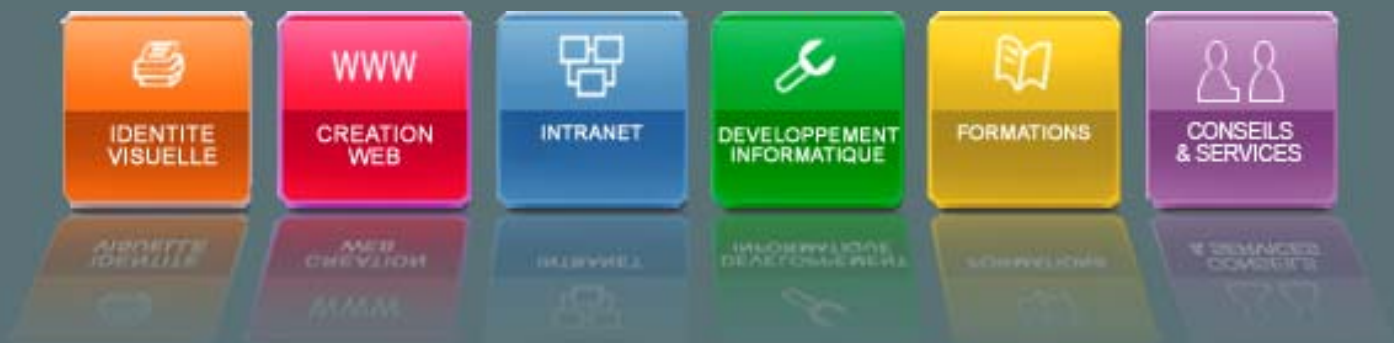 IDENTITE
VISUELLE
WWW
CREATION
WEB
INTRANET
DEVELOPPEMENT
INFORMATIQUE
FORMATIONS
CONSEILS
& SERVICES